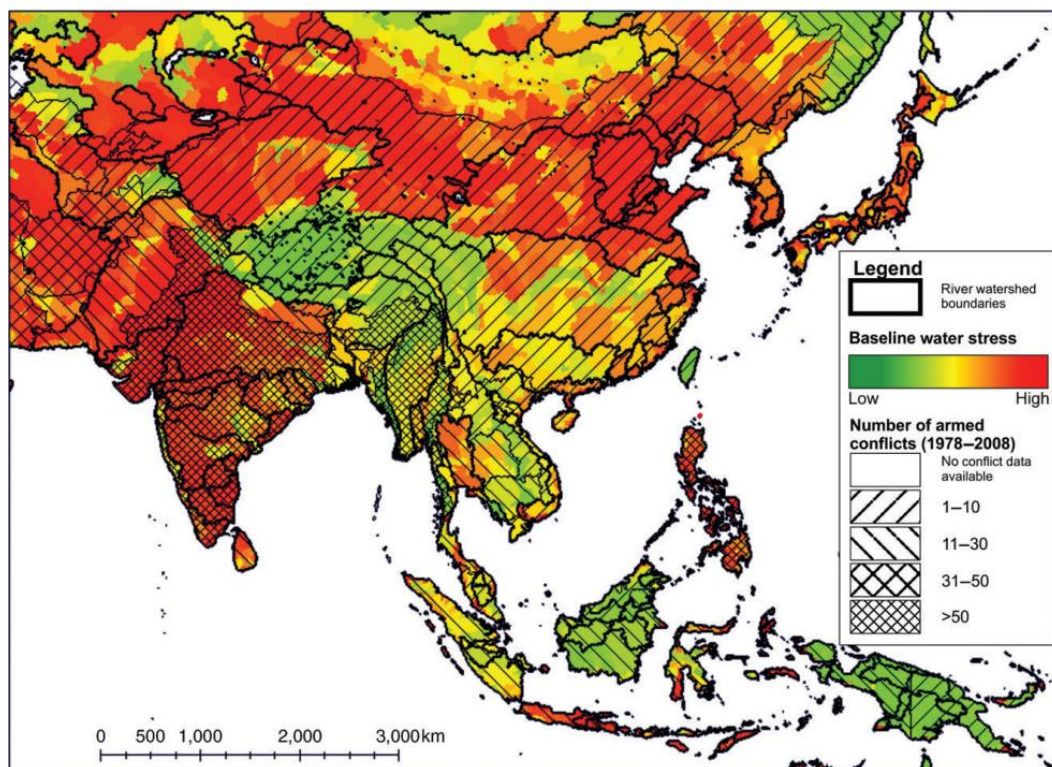 Legend
River watershed
boundaries
Baseline water stress
Low High
Number of armed
conflicts (1978–2008)
No conflict data
available
1–10
11–30
31–50
>50
0 500 1,000 2,000 3,000km